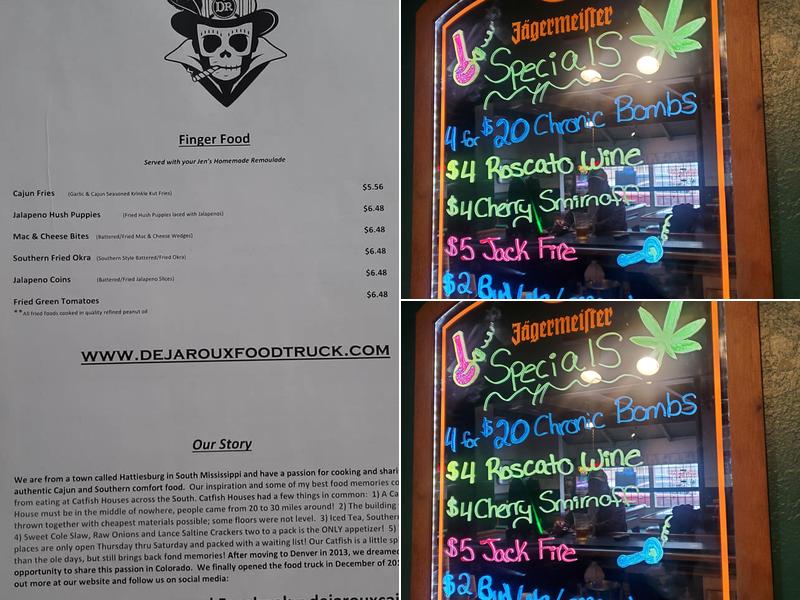 DR
Finger Food
Served with your Jen's Homemade Remoulade
Cajun Fries (Garlic & Cajun Seasoned Krinkle Kut Fries) $5.56
Jalapeno Hush Puppies (Fried Hush Puppies laced with Jalapenos) $6.48
Mac & Cheese Bites (Battered/Fried Mac & Cheese Wedges) $6.48
Southern Fried Okra (Southern Style Battered/Fried Okra) $6.48
Jalapeno Coins (Battered/Fried Jalapeno Slices) $6.48
Fried Green Tomatoes $6.48
**All fried foods cooked in quality refined peanut oil
WWW.DEJAROUXFOODTRUCK.COM
Our Story
We are from a town called Hattiesburg in South Mississippi and have a passion for cooking and shari
authentic Cajun and Southern comfort food. Our inspiration and some of my best food memories co
from eating at Catfish Houses across the South. Catfish Houses had a few things in common: 1) A Ca
House must be in the middle of nowhere, people came from 20 to 30 miles around! 2) The building
thrown together with cheapest materials possible; some floors were not level. 3) Iced Tea, Southern
4) Sweet Cole Slaw, Raw Onions and Lance Saltine Crackers two to a pack is the ONLY appetizer! 5)
places are only open Thursday thru Saturday and packed with a waiting list! Our Catfish is a little sp
than the ole days, but still brings back fond memories! After moving to Denver in 2013, we dreamed
opportunity to share this passion in Colorado. We finally opened the food truck in December of 201
out more at our website and follow us on social media:
Jägermeister
Specials
4 for $20 Chronic Bombs
$4 Roscato Wine
$4 Cherry Smirnoff
$5 Jack Fire
$2 Bud
Jägermeister
Specials
4 for $20 Chronic Bombs
$4 Roscato Wine
$4 Cherry Smirnoff
$5 Jack Fire
$2 Bud